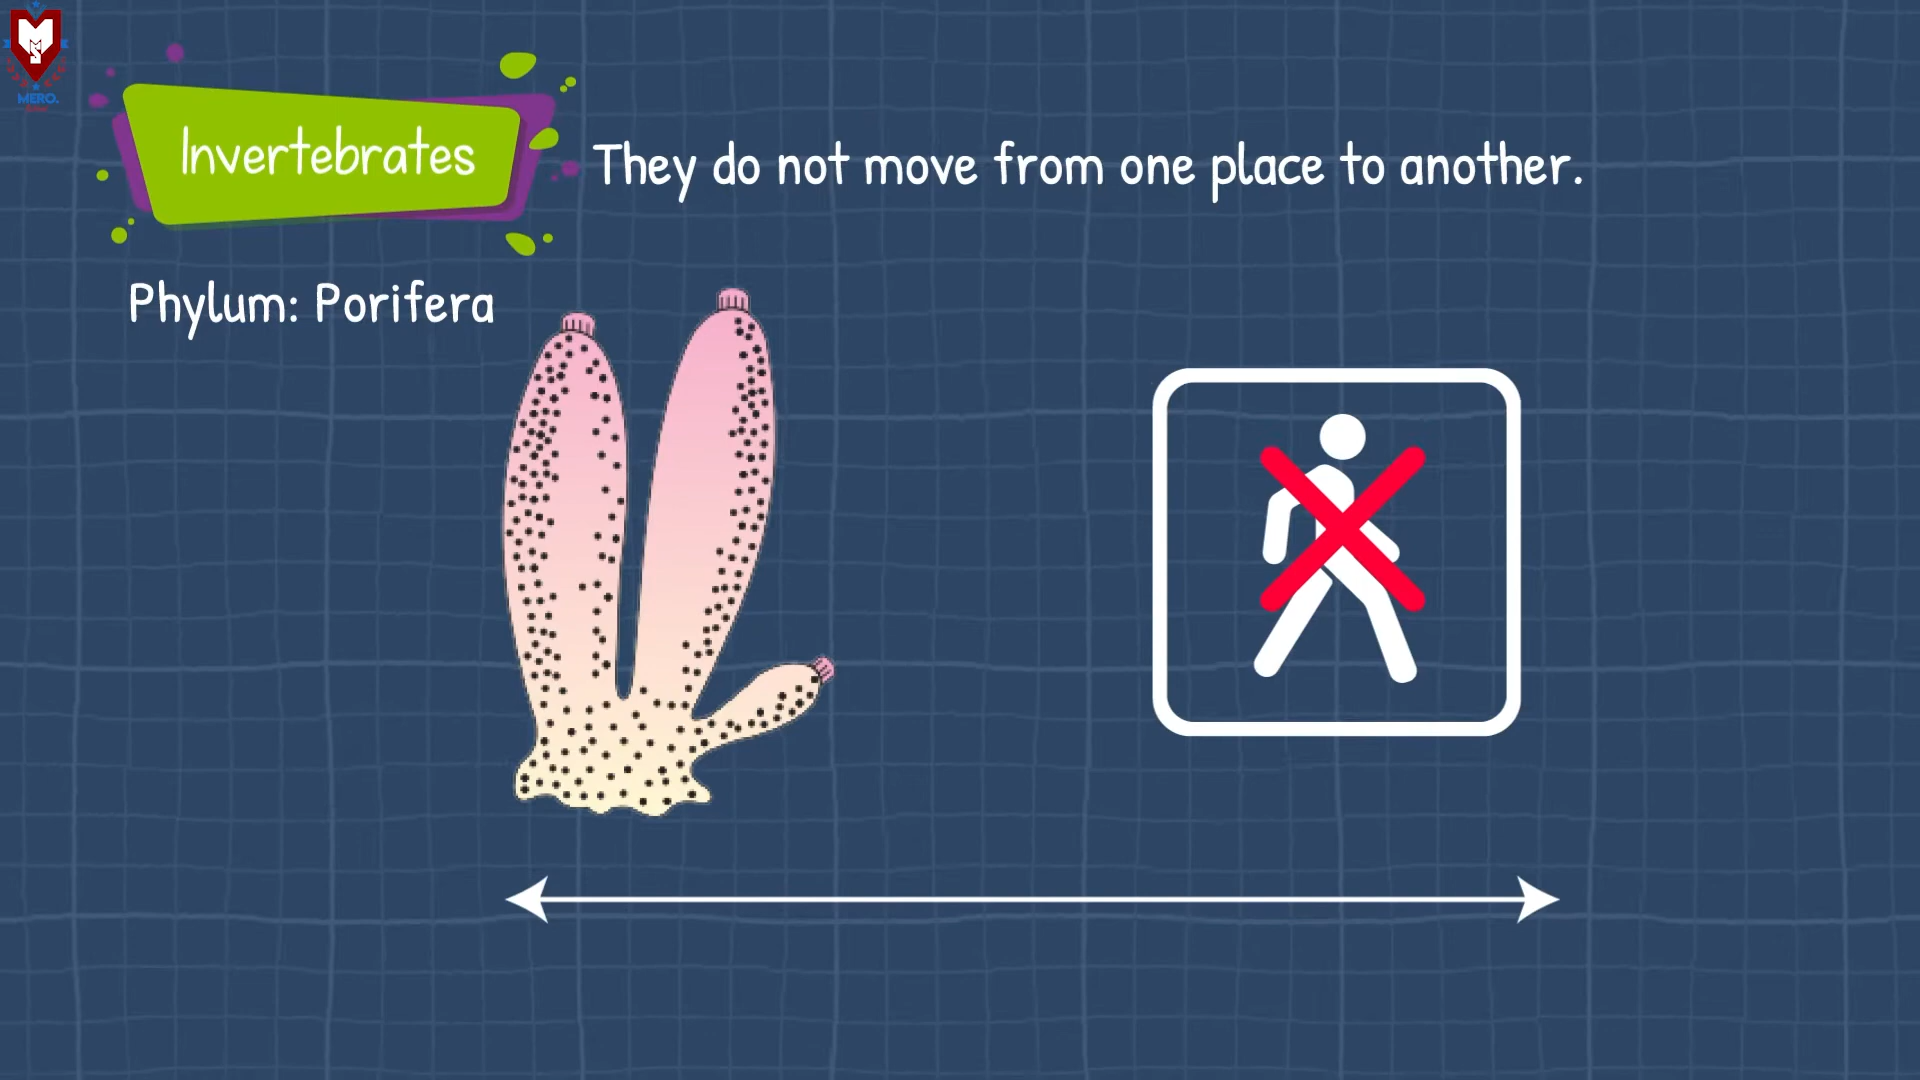 MERO.
Invertebrates
They do not move from one place to another.
Phylum: Porifera